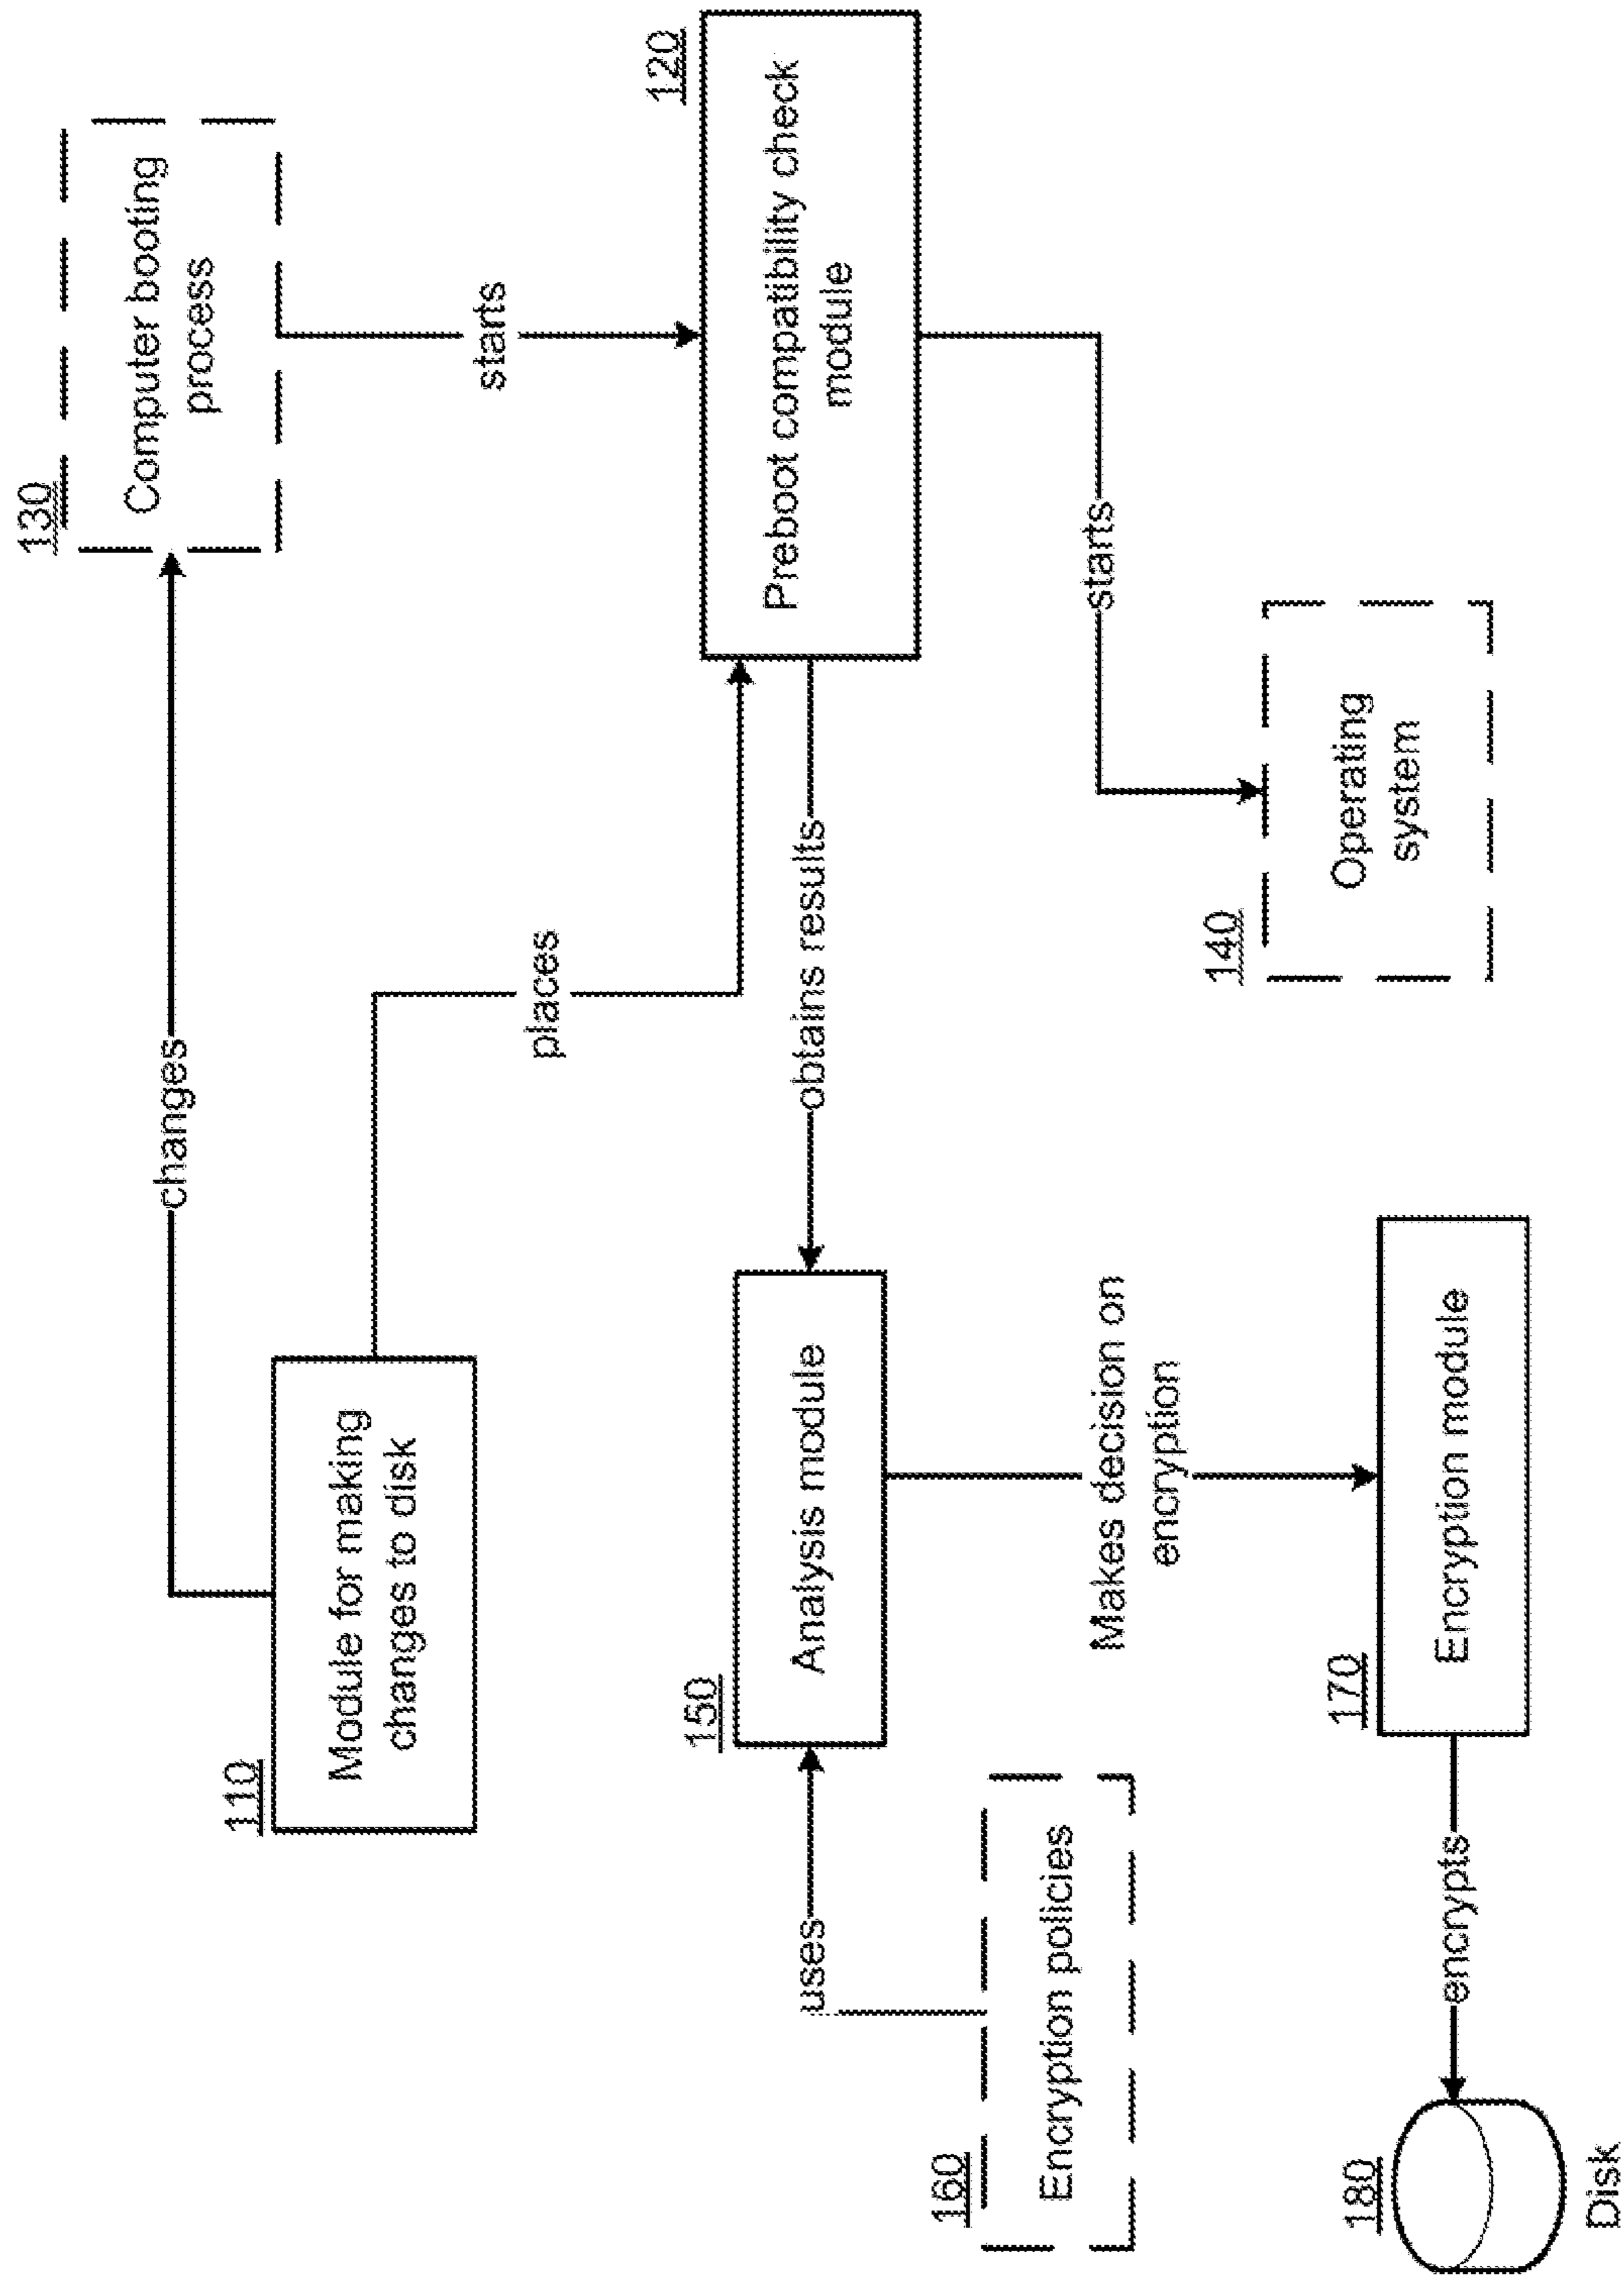 130
Computer booting
process
changes
110
Module for making
changes to disk
starts
places
120
Preboot compatibility check
module
obtains results
150
Analysis module
uses
160
Encryption policies
starts
140
Operating
system
Makes decision on
encryption
170
Encryption module
encrypts
180
Disk